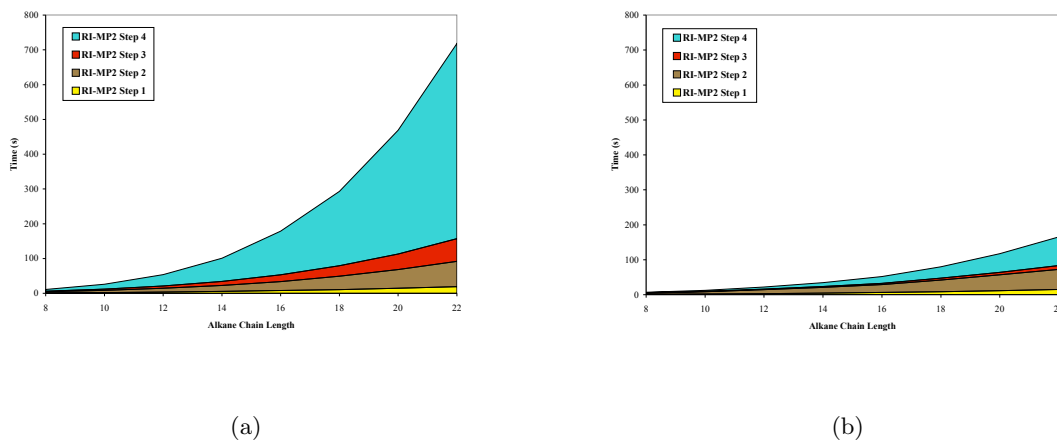 800
700
600
500
400
300
200
100
0
Time (s)
RI-MP2 Step 4
RI-MP2 Step 3
RI-MP2 Step 2
RI-MP2 Step 1
8 10 12 14 16 18 20 22
Alkane Chain Length
(a)
800
700
600
500
400
300
200
100
0
Time (s)
RI-MP2 Step 4
RI-MP2 Step 3
RI-MP2 Step 2
RI-MP2 Step 1
8 10 12 14 16 18 20
Alkane Chain Length
(b)